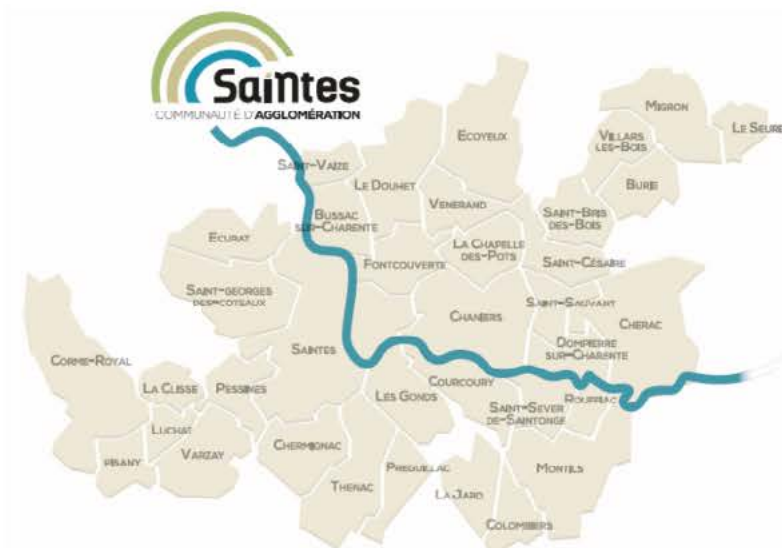 Saintes
COMMUNAUTÉ D'AGGLOMÉRATION
MIGRON
LE SEURE
ECOYEUX
VILLARS
LES-BOIS
SAINT-VAIZE
LE DOUHET
BURIE
VENERAND
BUSSAC
SUR-CHARENTE
SAINT-BRIS
DES-BOIS
ECURAT
LA CHAPELLE
DES-POTS
FONTCOUVERTE
SAINT-CÉSAIRE
SAINT-GEORGES
DES-COTEAUX
SAINT-SAUVANT
CHANIERS
CHERAC
SAINTES
DOMPIERRE
SUR-CHARENTE
CORME-ROYAL
LA CLISSE
PESSINES
COURCOURY
LES GONDS
ROUFFIAC
SAINT-SEVER
DE-SAINTONGE
LUCHAT
CHERMIGNAC
VARZAY
PISANY
PREGUILLAC
MONTILS
THENAC
LA JARD
COLOMBIERS